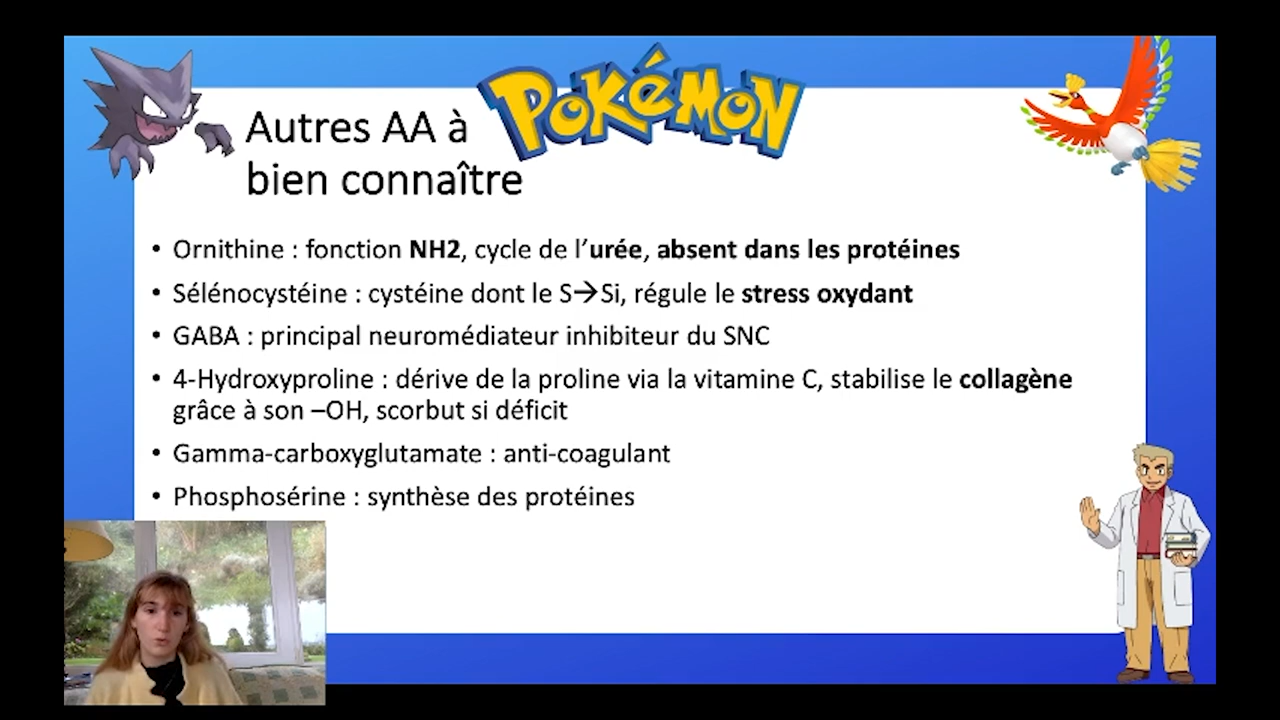 POKéMON
Autres AA à
bien connaître
• Ornithine : fonction NH2, cycle de l’urée, absent dans les protéines
• Sélénocystéine : cystéine dont le S→Si, régule le stress oxydant
• GABA : principal neuromédiateur inhibiteur du SNC
• 4-Hydroxyproline : dérive de la proline via la vitamine C, stabilise le collagène
grâce à son –OH, scorbut si déficit
• Gamma-carboxyglutamate : anti-coagulant
• Phosphosérine : synthèse des protéines